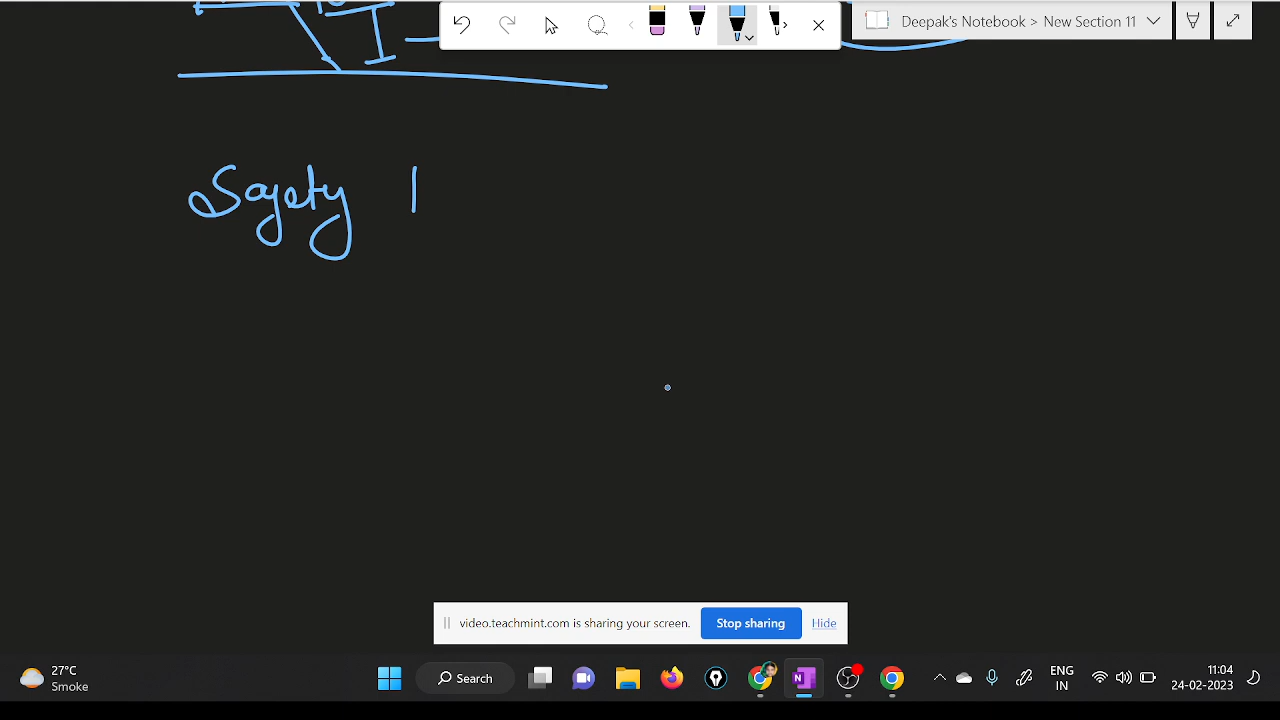 Deepak's Notebook > New Section 11
Safety
video.teachmint.com is sharing your screen. Stop sharing Hide
27°C
Smoke
Search
ENG
IN
11:04
24-02-2023